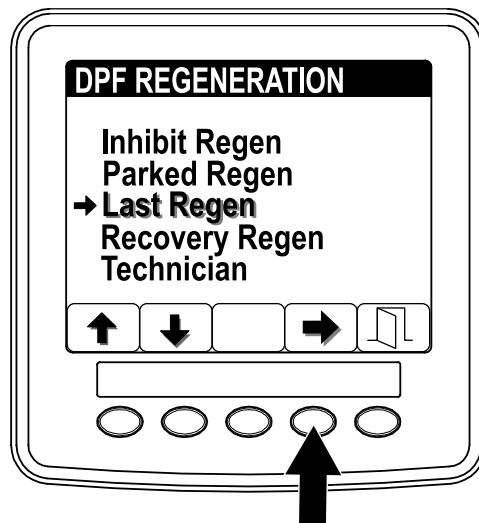 DPF REGENERATION
Inhibit Regen
Parked Regen
Last Regen
Recovery Regen
Technician